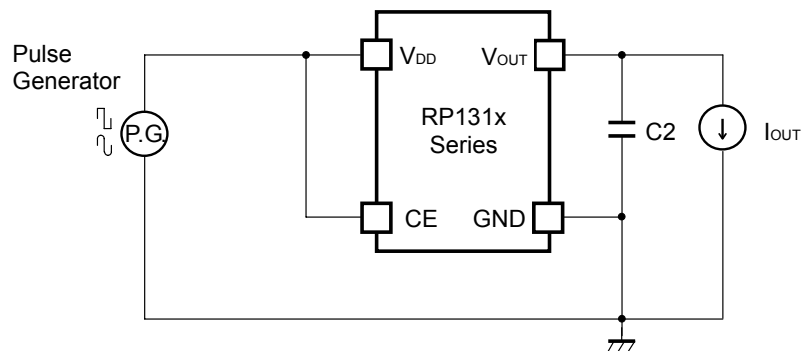 Pulse
Generator
P.G.
VDD
VOUT
RP131x
Series
CE
GND
C2
IOUT